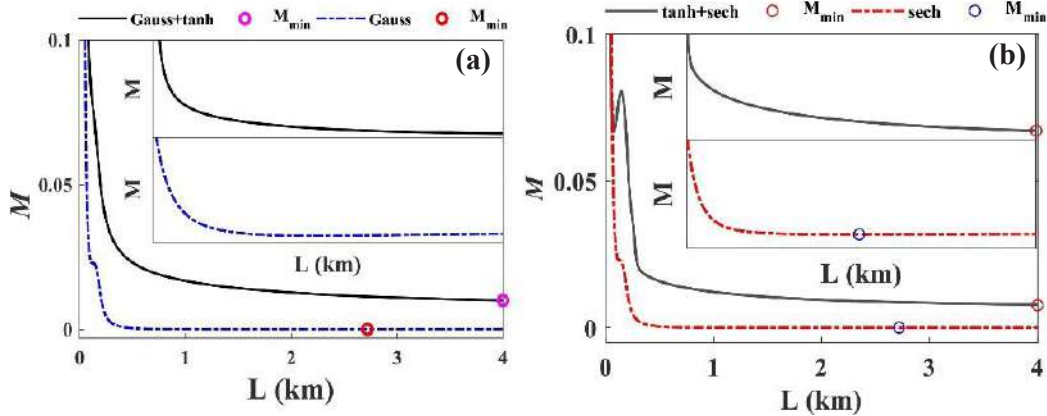 Gauss+tanh M_min Gauss M_min
0.1
(a)
M
M
0.05
M
L (km)
0
0 1 2 3 4
L (km)
tanh+sech M_min sech M_min
0.1
(b)
M
M
0.05
M
L (km)
0
0 1 2 3 4
L (km)